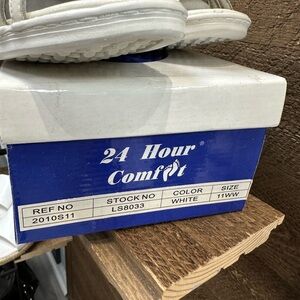 24 Hour®
Comfort
REF NO STOCK NO COLOR SIZE
2010S11 LS8033 WHITE 11WW